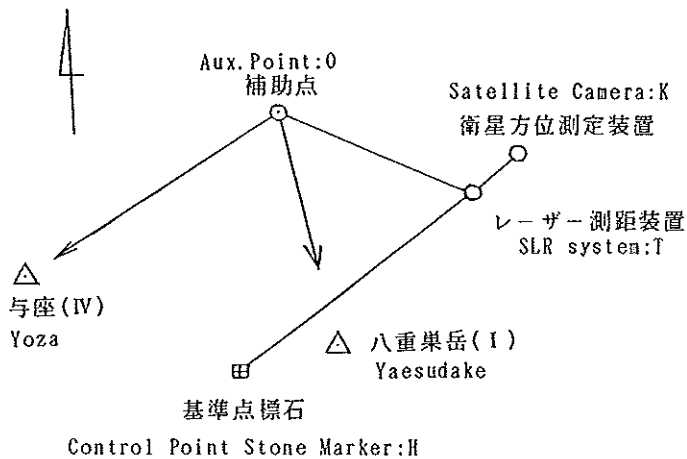 Aux.Point:O
補助点
Satellite Camera:K
衛星方位測定装置
レーザー測距装置
SLR system:T
与座(Ⅳ)
Yoza
八重巣岳(Ⅰ)
Yaesudake
基準点標石
Control Point Stone Marker:H